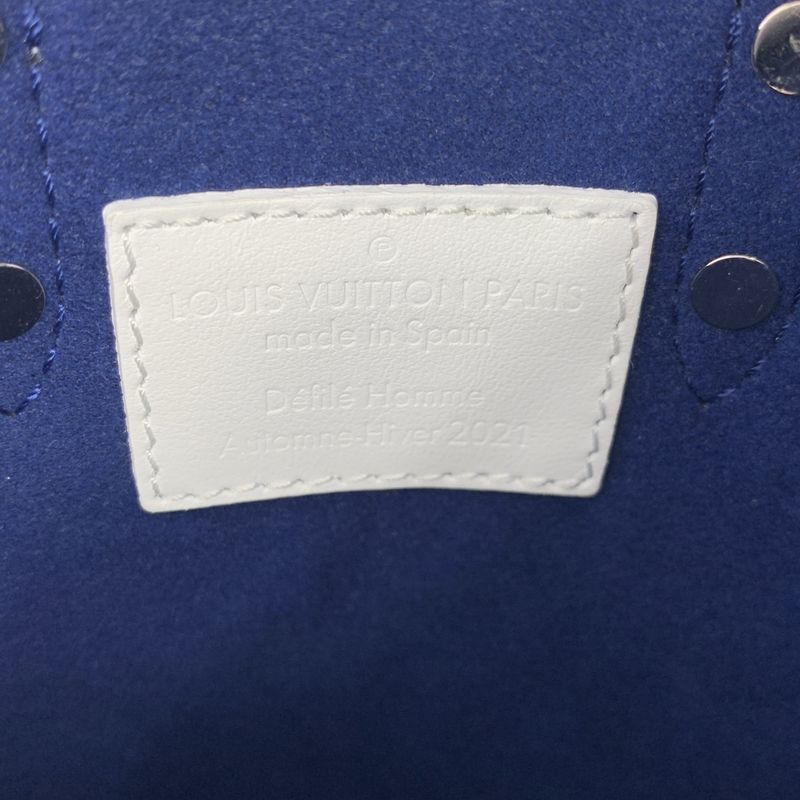 ®
LOUIS VUITTON PARIS
made in Spain
Défilé Homme
Automne-Hiver 2021